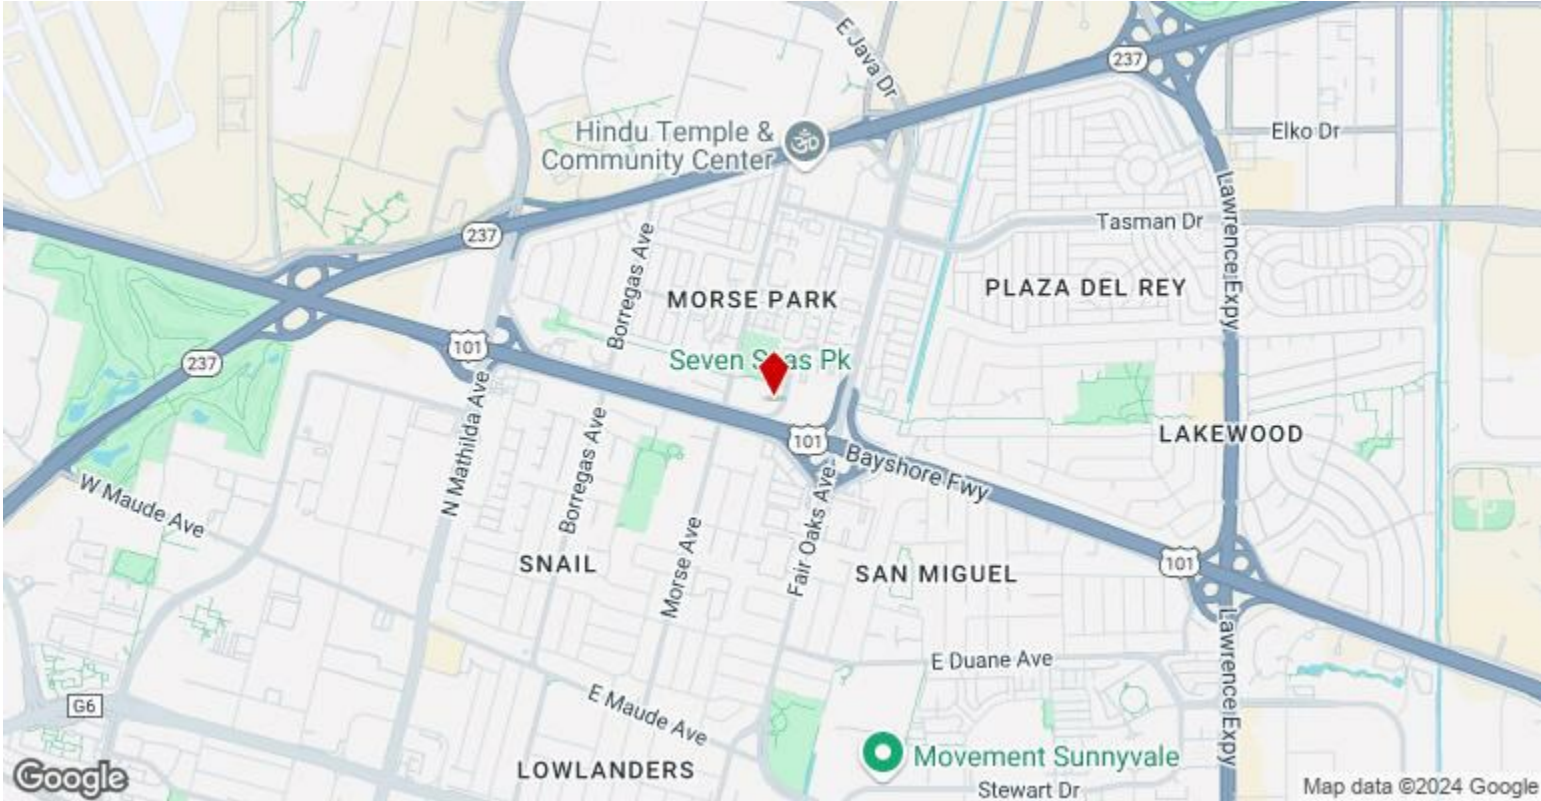 E Java Dr
237
Hindu Temple &
Community Center
Elko Dr
Lawrence Expy
Tasman Dr
237
Borregas Ave
MORSE PARK
PLAZA DEL REY
101
237
Seven Seas Pk
N Mathilda Ave
Borregas Ave
101
Bayshore Fwy
LAKEWOOD
W Maude Ave
Morse Ave
Fair Oaks Ave
SNAIL
SAN MIGUEL
101
Lawrence Expy
E Duane Ave
G6
E Maude Ave
LOWLANDERS
Movement Sunnyvale
Stewart Dr
Google
Map data ©2024 Google